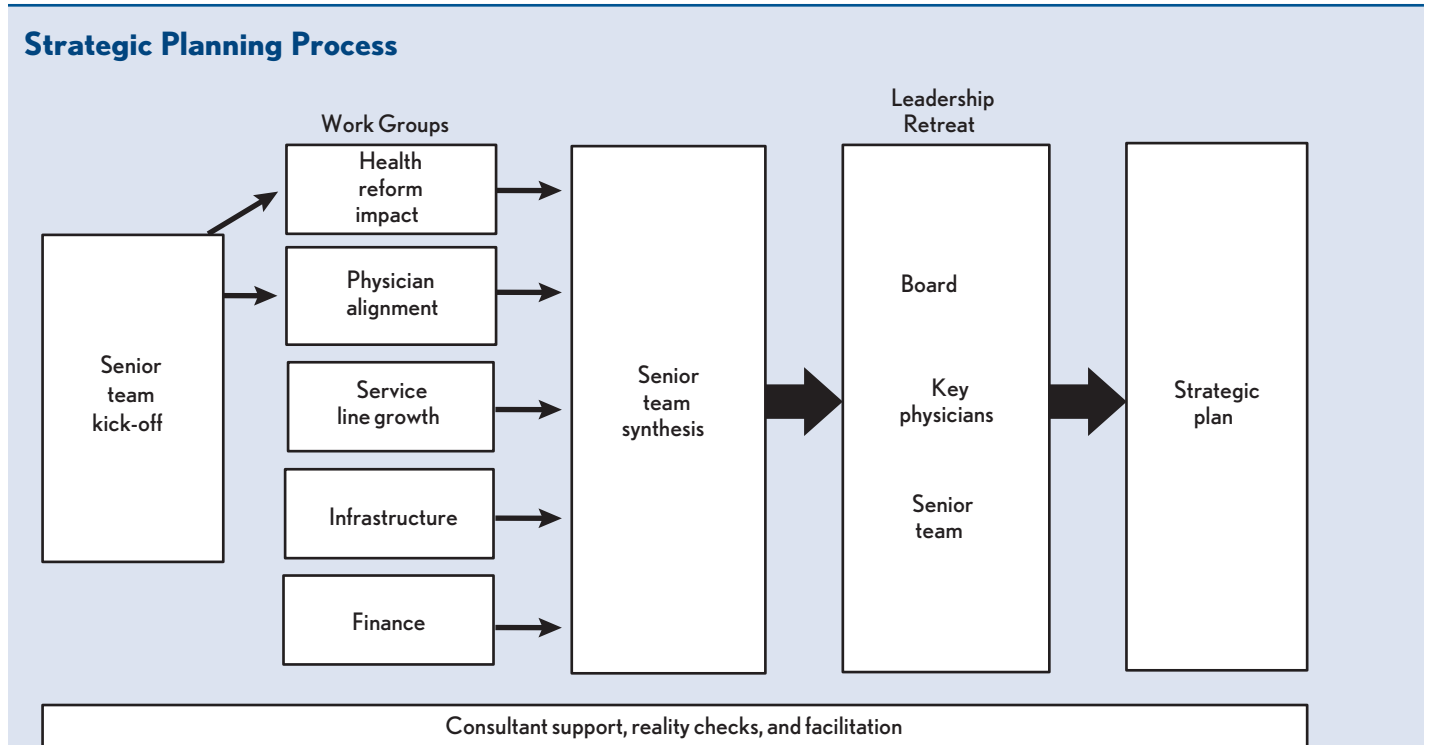 Strategic Planning Process
Senior
team
kick-off
Work Groups
Health
reform
impact
Physician
alignment
Service
line growth
Infrastructure
Finance
Senior
team
synthesis
Leadership
Retreat
Board
Key
physicians
Senior
team
Strategic
plan
Consultant support, reality checks, and facilitation